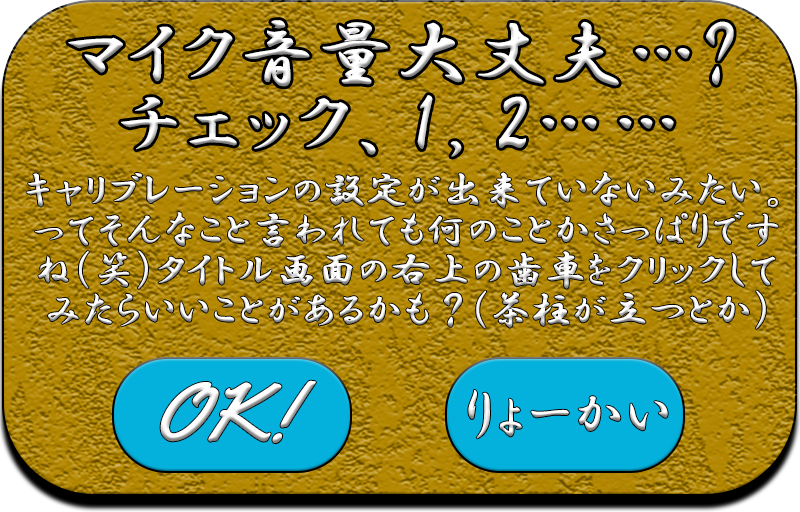 マイク音量大丈夫…？
チェック、1, 2……
キャリブレーションの設定が出来ていないみたい。
ってそんなこと言われても何のことかさっぱりです
ね(笑)タイトル画面の右上の歯車をクリックして
みたらいいことがあるかも？(茶柱が立つとか)
OK!
りょーかい